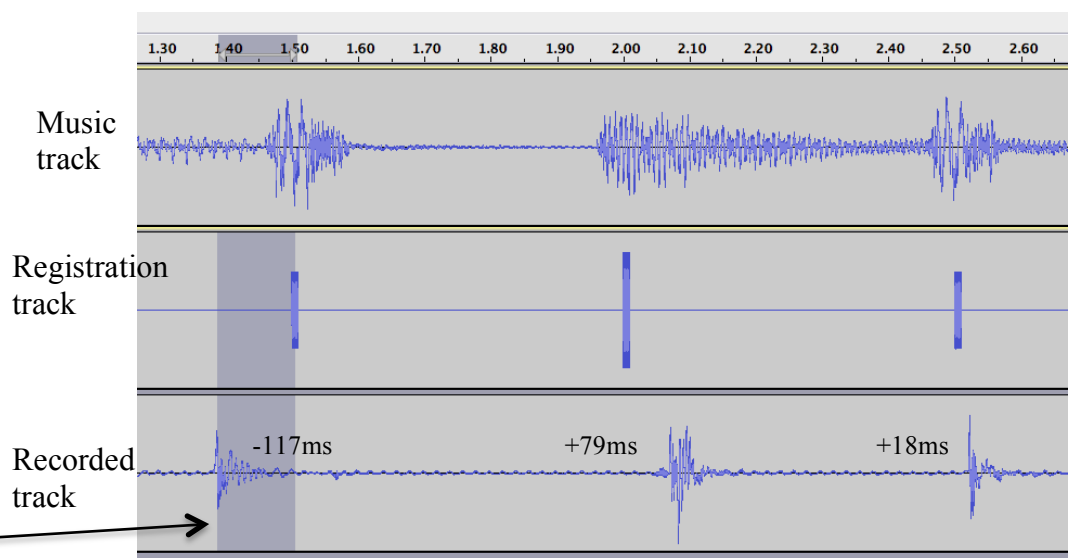 1.30 1.40 1.50 1.60 1.70 1.80 1.90 2.00 2.10 2.20 2.30 2.40 2.50 2.60
Music
track
Registration
track
-117ms +79ms +18ms
Recorded
track